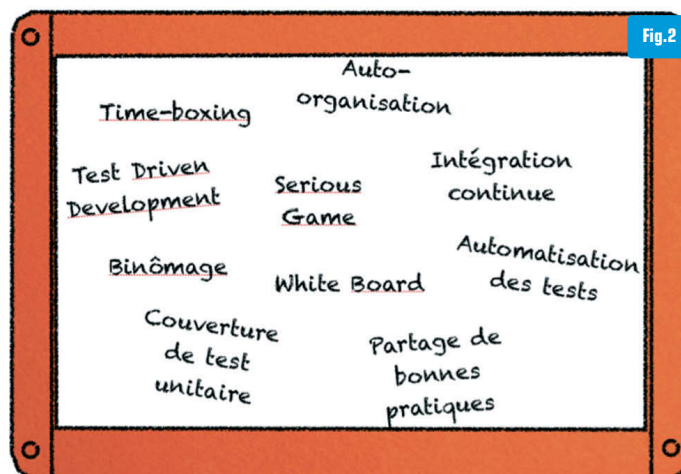 Fig.2
Auto-
organisation
Time-boxing
Test Driven
Development
Serious
Game
Intégration
continue
Binômage
White Board
Automatisation
des tests
Couverture
de test
unitaire
Partage de
bonnes
pratiques